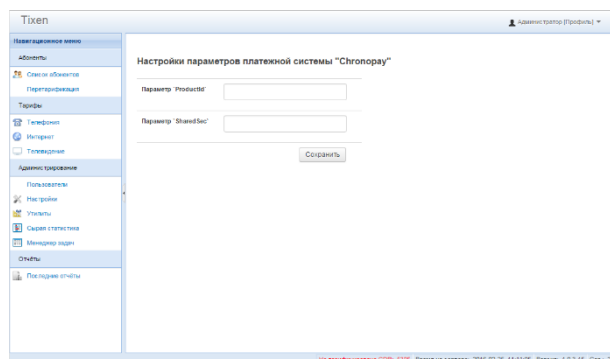 Tixen
Администратор [Профиль]
Навигационное меню
Абоненты
Список абонентов
Перетарификация
Тарифы
Телефония
Интернет
Телевидение
Администрирование
Пользователи
Настройки
Утилиты
Сырая статистика
Менеджер задач
Отчёты
Последние отчёты
Настройки параметров платежной системы "Chronopay"
Параметр 'ProductId'
Параметр 'SharedSec'
Сохранить